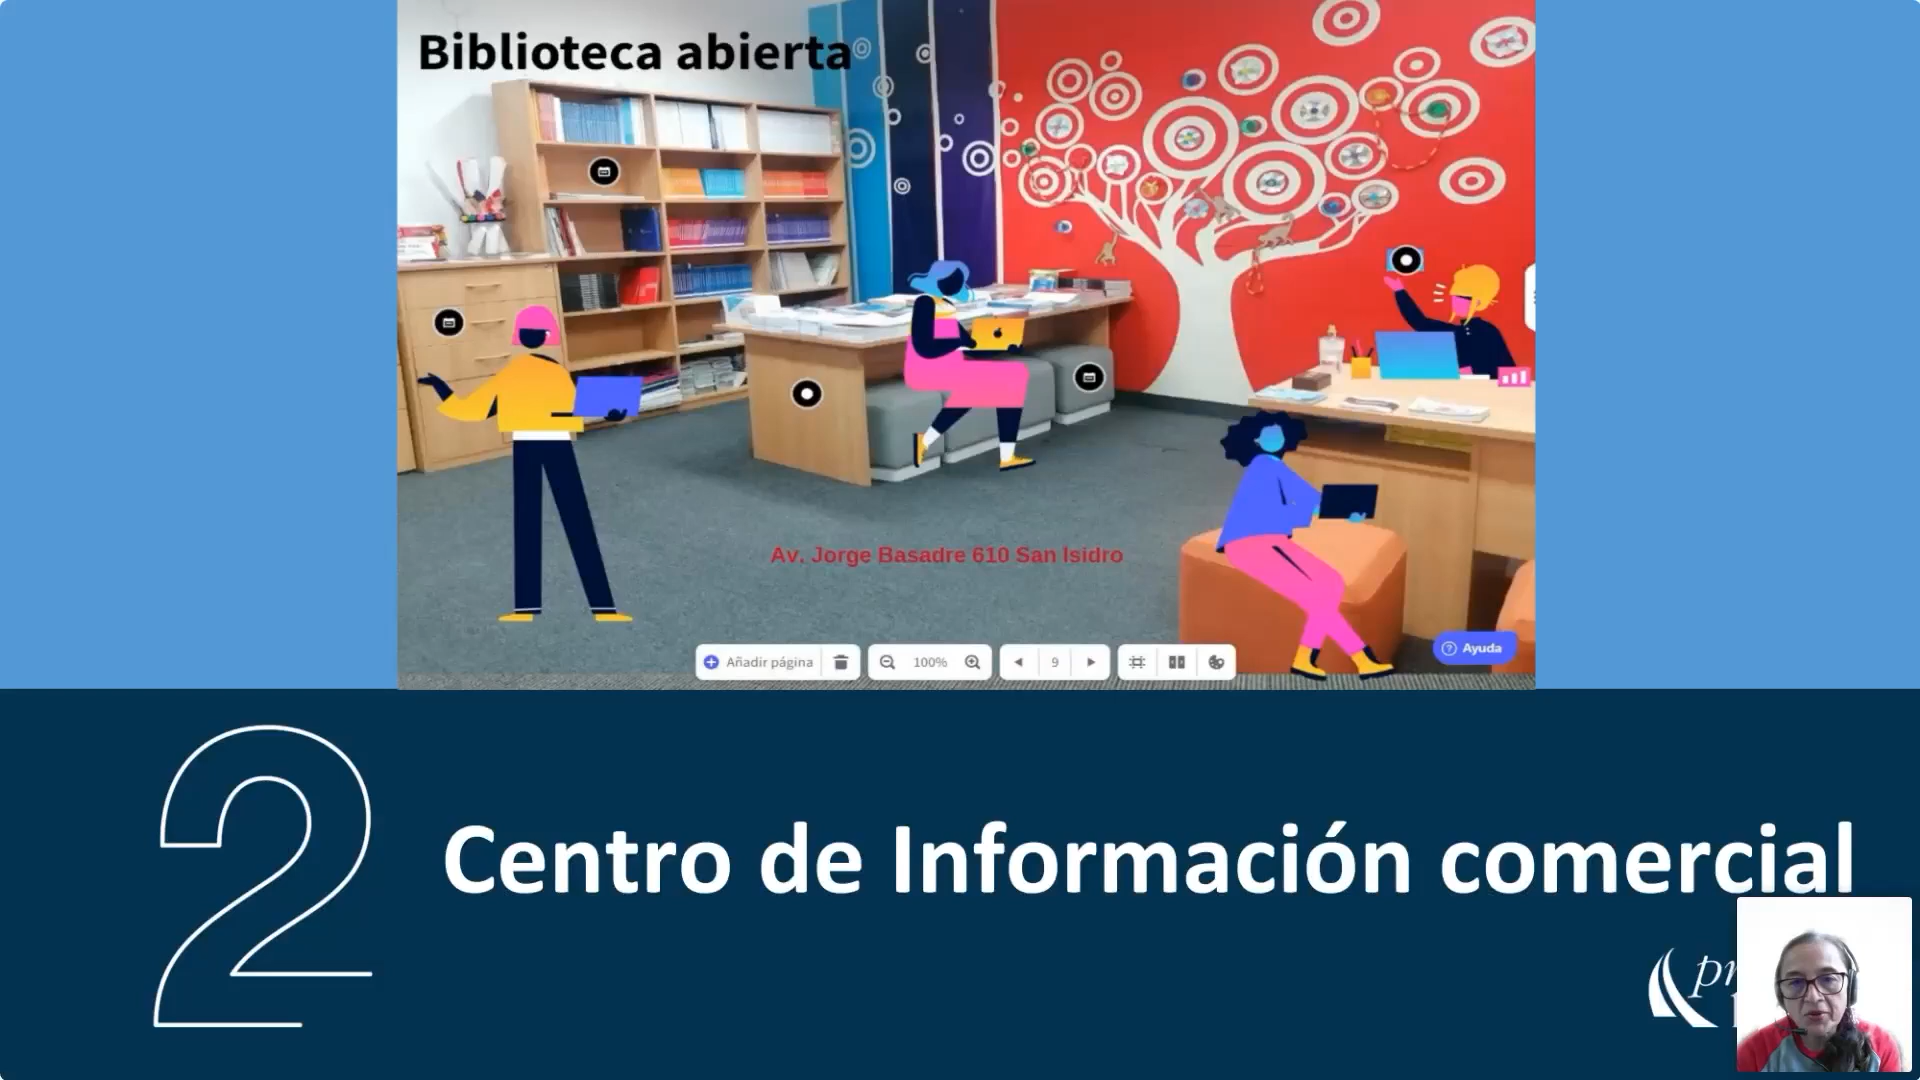 Biblioteca abierta
Av. Jorge Basadre 610 San Isidro
Añadir página
100%
9
Ayuda
2
Centro de Información comercial